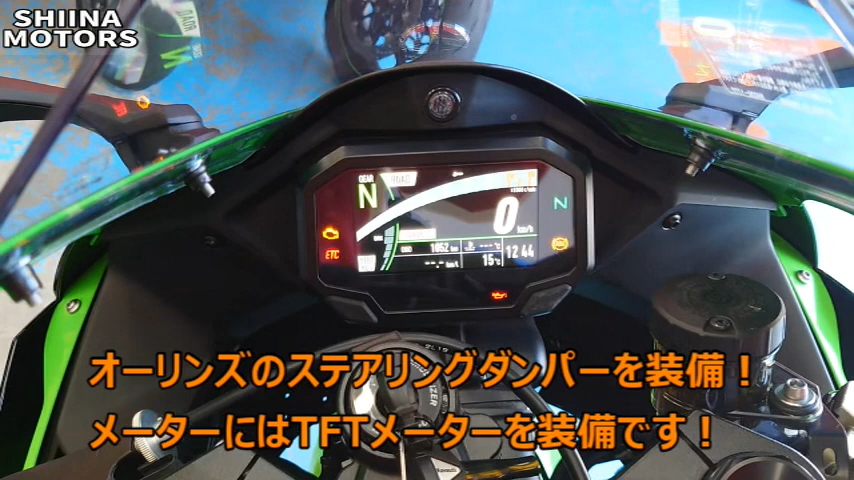 SHIINA
MOTORS
GEAR
ROAD
N
0
km/h
N
ETC
1052 km
15℃
12 44
オーリンズのステアリングダンパーを装備！
メーターにはTFTメーターを装備です！